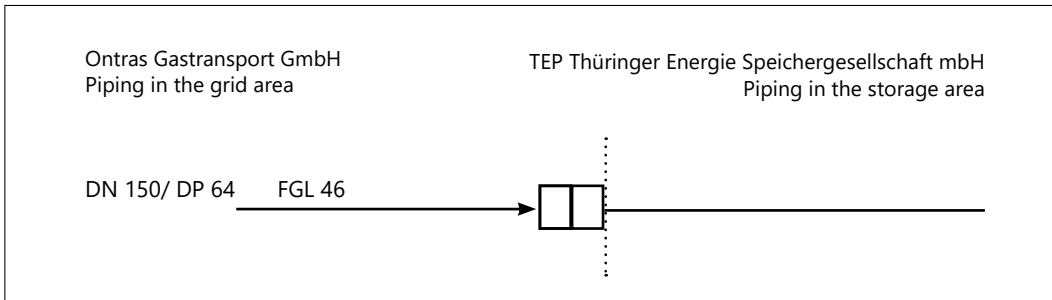 Ontras Gastransport GmbH
Piping in the grid area
TEP Thüringer Energie Speichergesellschaft mbH
Piping in the storage area
DN 150/ DP 64 FGL 46